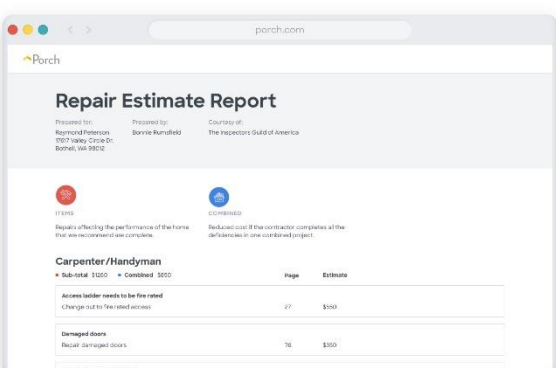 porch.com
Porch
Repair Estimate Report
Prepared for: Prepared by: Courtesy of:
Raymond Peterson Bonnie Rumsfield The Inspectors Guild of America
17617 Valley Circle Dr.
Bothell, WA 98012
ITEMS COMBINED
Repairs affecting the performance of the home Reduced cost if the contractor completes all the
that we recommend are complete. deficiencies in one combined project.
Carpenter/Handyman
Sub-total $1200 Combined $850 Page Estimate
Access ladder needs to be fire rated
Change out to fire rated access 27 $550
Damaged doors
Repair damaged doors 78 $350